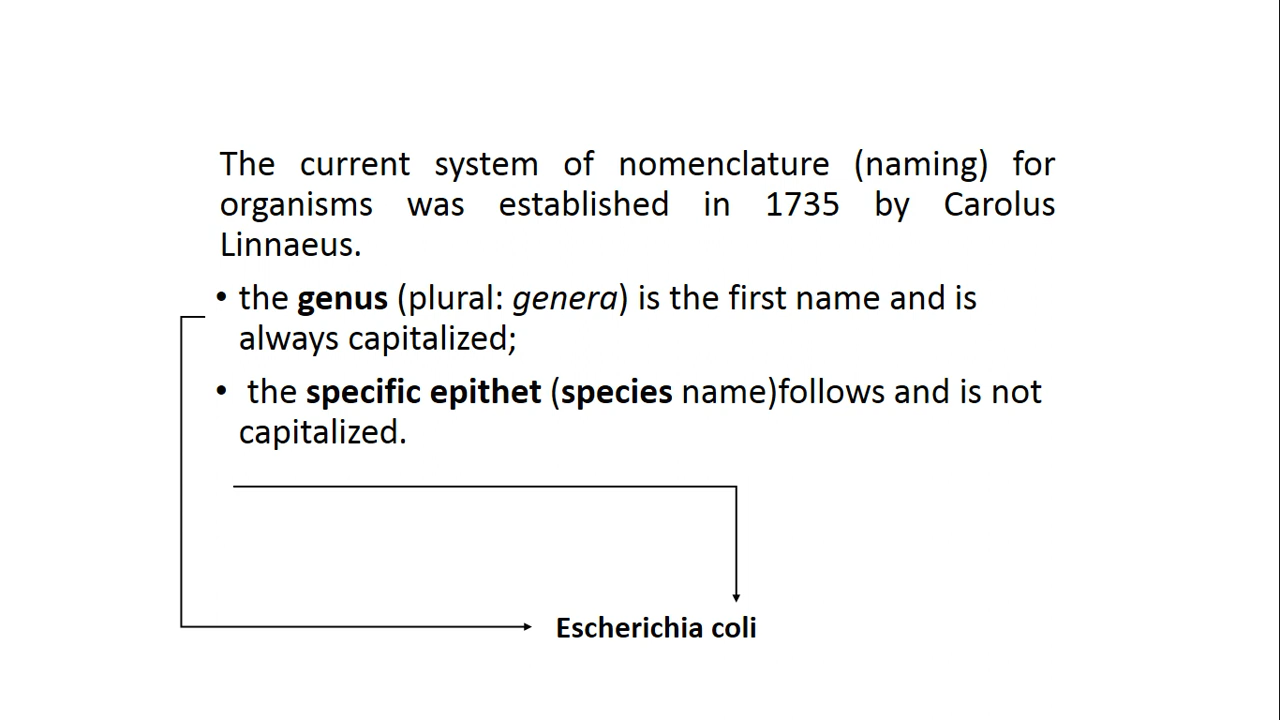 The current system of nomenclature (naming) for
organisms was established in 1735 by Carolus
Linnaeus.
• the genus (plural: genera) is the first name and is
always capitalized;
• the specific epithet (species name)follows and is not
capitalized.
Escherichia coli